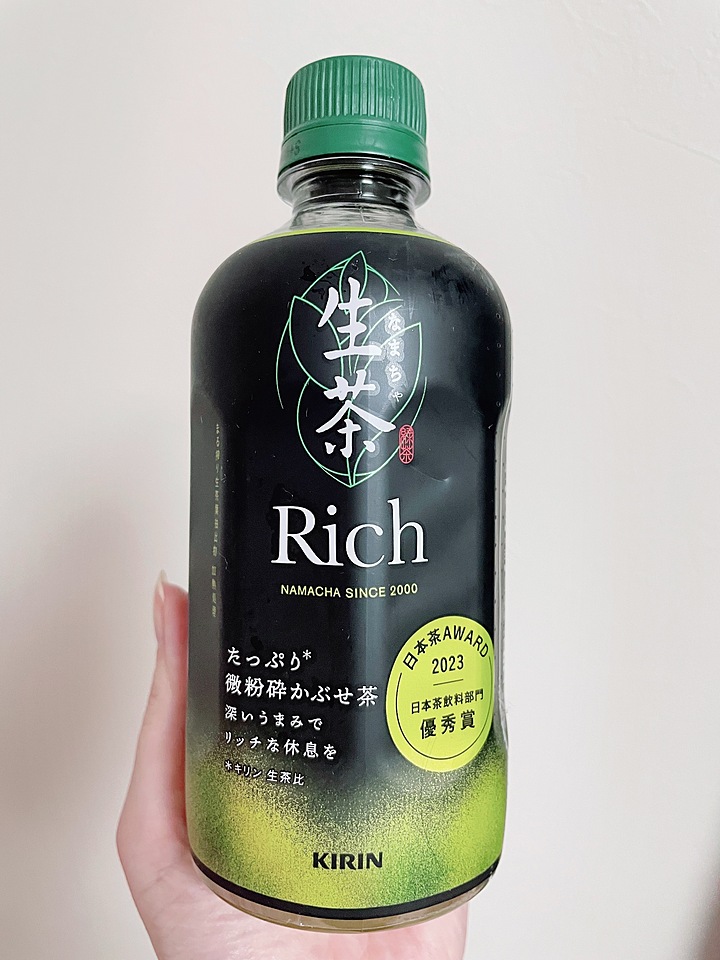 生茶
なまちゃ
緑茶
Rich
NAMACHA SINCE 2000
たっぷり*
微粉砕かぶせ茶
深いうまみで
リッチな休息を
*キリン 生茶比
日本茶AWARD
2023
日本茶飲料部門
優秀賞
KIRIN